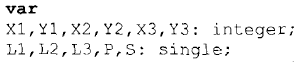 var
X1,Y1,X2,Y2,X3,Y3: integer;
L1,L2,L3,P,S: single;